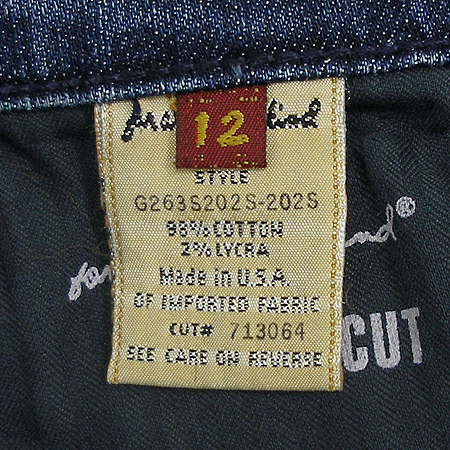 12
STYLE
G263S202S-202S
98% COTTON
2% LYCRA
Made in U.S.A.
OF IMPORTED FABRIC
CUT# 713064
SEE CARE ON REVERSE
CUT